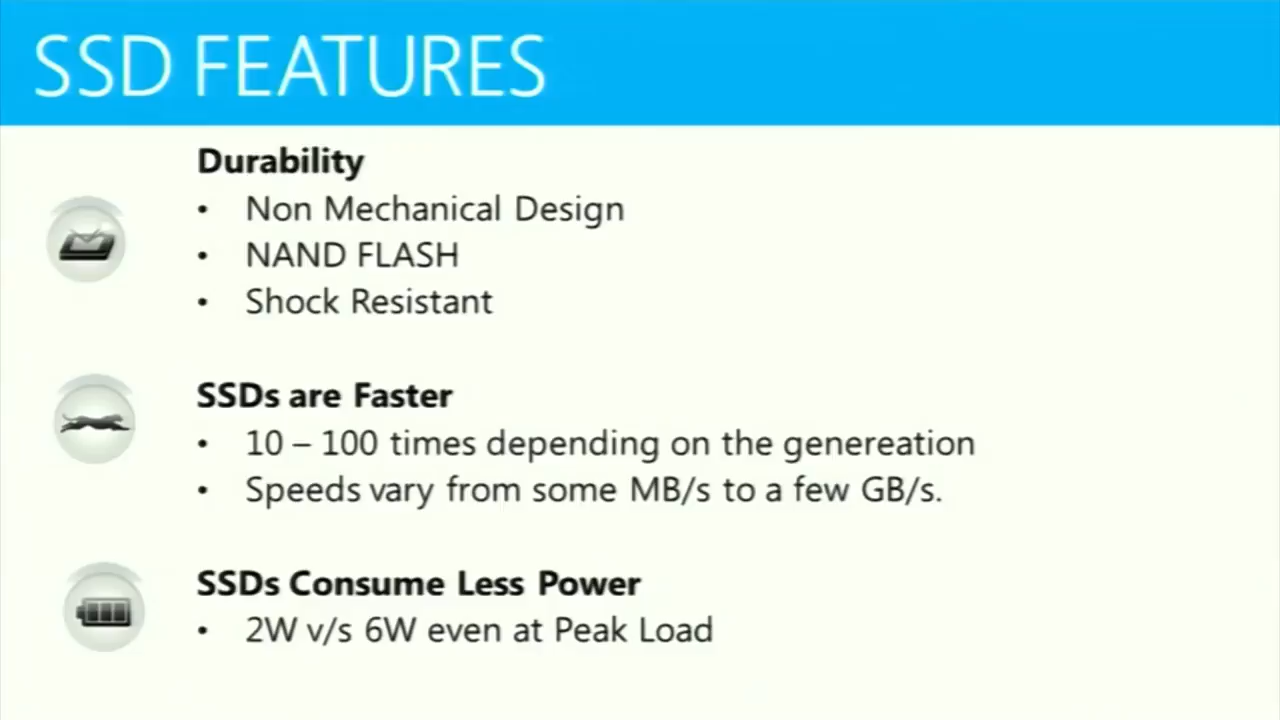 SSD FEATURES
Durability
• Non Mechanical Design
• NAND FLASH
• Shock Resistant
SSDs are Faster
• 10 – 100 times depending on the genereation
• Speeds vary from some MB/s to a few GB/s.
SSDs Consume Less Power
• 2W v/s 6W even at Peak Load